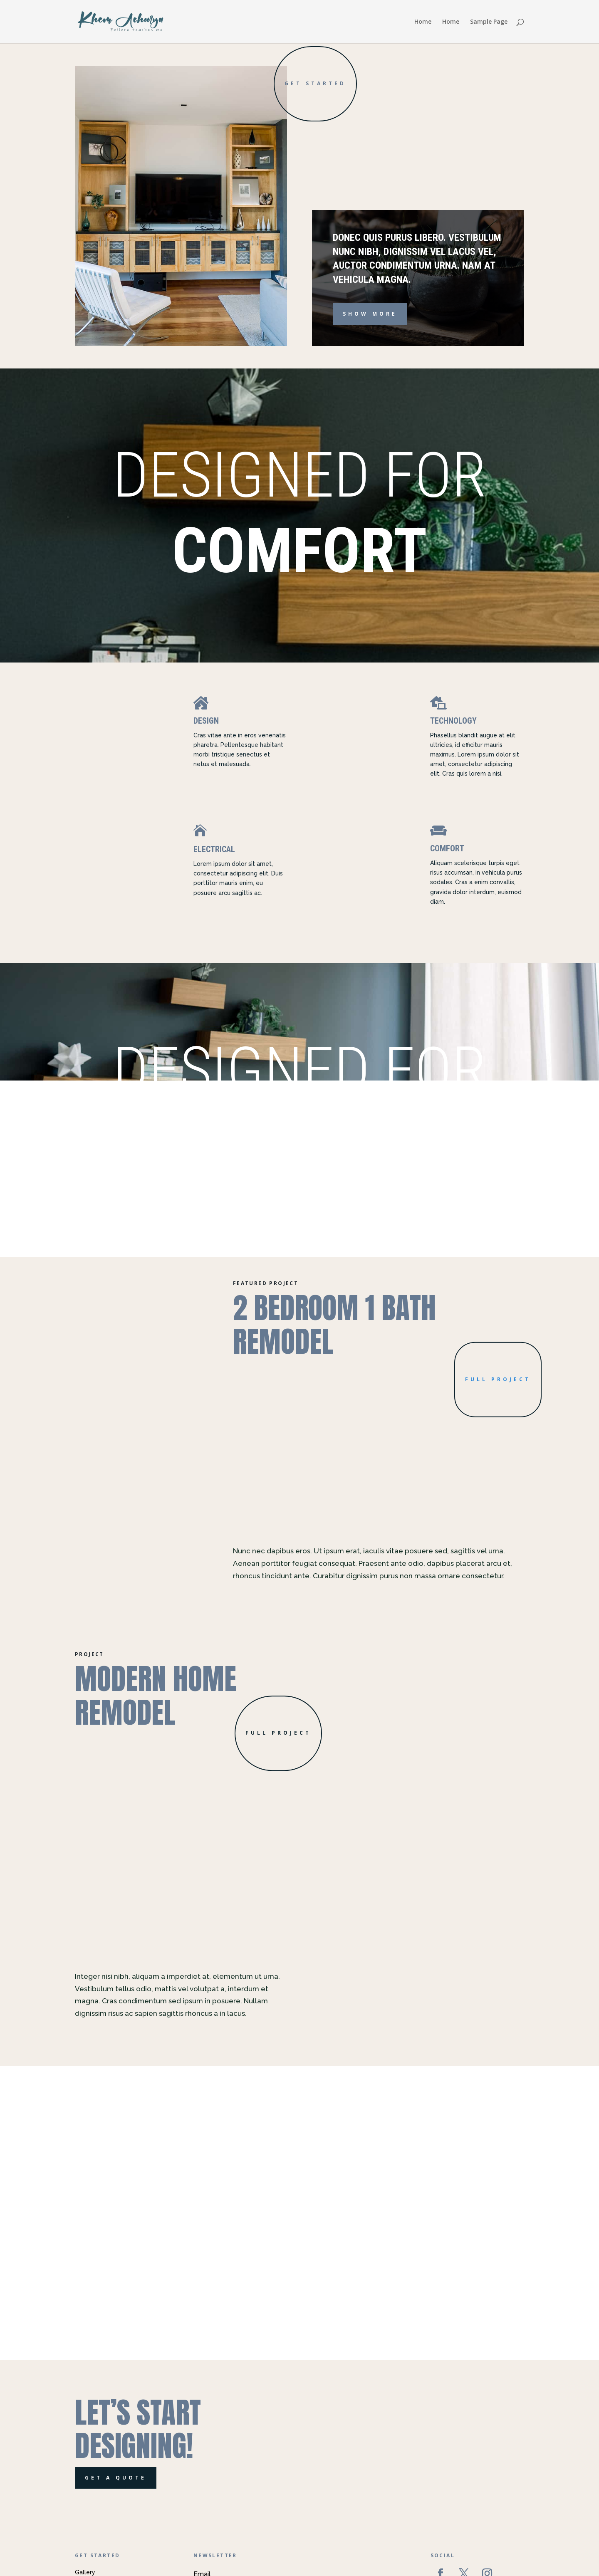 Khem Acharya
Home
Home
Sample Page
GET STARTED
DONEC QUIS PURUS LIBERO. VESTIBULUM
NUNC NIBH, DIGNISSIM VEL LACUS VEL,
AUCTOR CONDIMENTUM URNA. NAM AT
VEHICULA MAGNA.
SHOW MORE
DESIGNED FOR
COMFORT
DESIGN
Cras vitae ante in eros venenatis
pharetra. Pellentesque habitant
morbi tristique senectus et
netus et malesuada.
TECHNOLOGY
Phasellus blandit augue at elit
ultricies, id efficitur mauris
maximus. Lorem ipsum dolor sit
amet, consectetur adipiscing
elit. Cras quis lorem a nisi.
ELECTRICAL
Lorem ipsum dolor sit amet,
consectetur adipiscing elit. Duis
porttitor mauris enim, eu
posuere arcu sagittis ac.
COMFORT
Aliquam scelerisque turpis eget
risus accumsan, in vehicula purus
sodales. Cras a enim convallis,
gravida dolor interdum, euismod
diam.
DESIGNED FOR
FEATURED PROJECT
2 BEDROOM 1 BATH
REMODEL
FULL PROJECT
Nunc nec dapibus eros. Ut ipsum erat, iaculis vitae posuere sed, sagittis vel urna.
Aenean porttitor feugiat consequat. Praesent ante odio, dapibus placerat arcu et,
rhoncus tincidunt ante. Curabitur dignissim purus non massa ornare consectetur.
PROJECT
MODERN HOME
REMODEL
FULL PROJECT
Integer nisi nibh, aliquam a imperdiet at, elementum ut urna.
Vestibulum tellus odio, mattis vel volutpat a, interdum et
magna. Cras condimentum sed ipsum in posuere. Nullam
dignissim risus ac sapien sagittis rhoncus a in lacus.
LET’S START
DESIGNING!
GET A QUOTE
GET STARTED
NEWSLETTER
SOCIAL
Gallery
Email